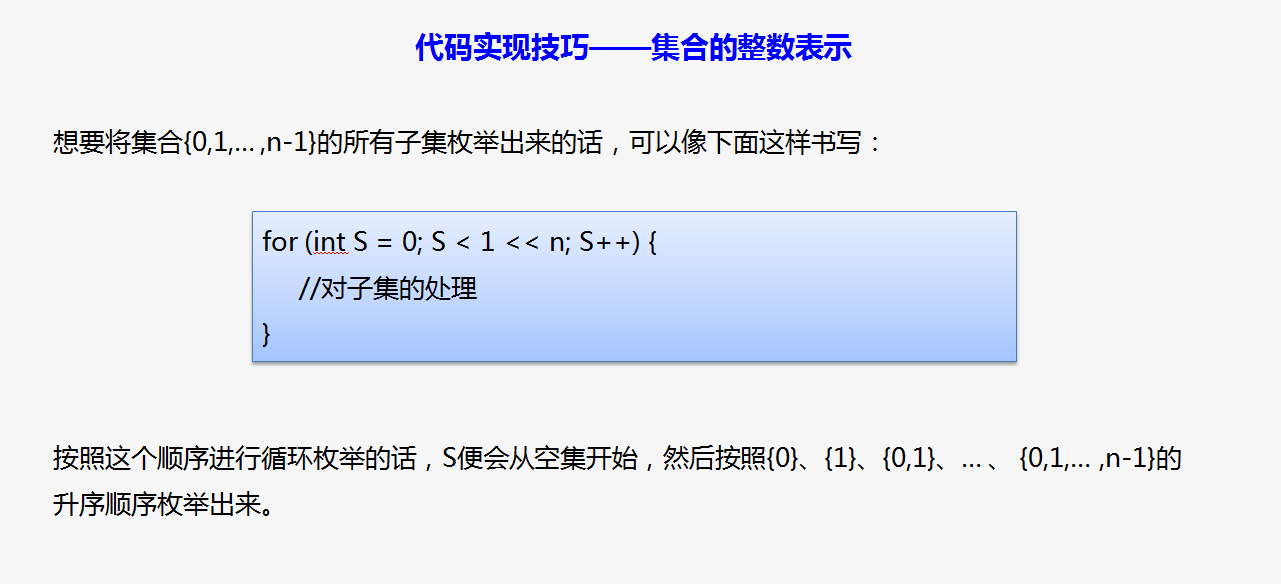 代码实现技巧——集合的整数表示
想要将集合{0,1,... ,n-1}的所有子集枚举出来的话，可以像下面这样书写：
for (int S = 0; S < 1 << n; S++) {
//对子集的处理
}
按照这个顺序进行循环枚举的话，S便会从空集开始，然后按照{0}、{1}、{0,1}、... 、 {0,1,... ,n-1}的
升序顺序枚举出来。